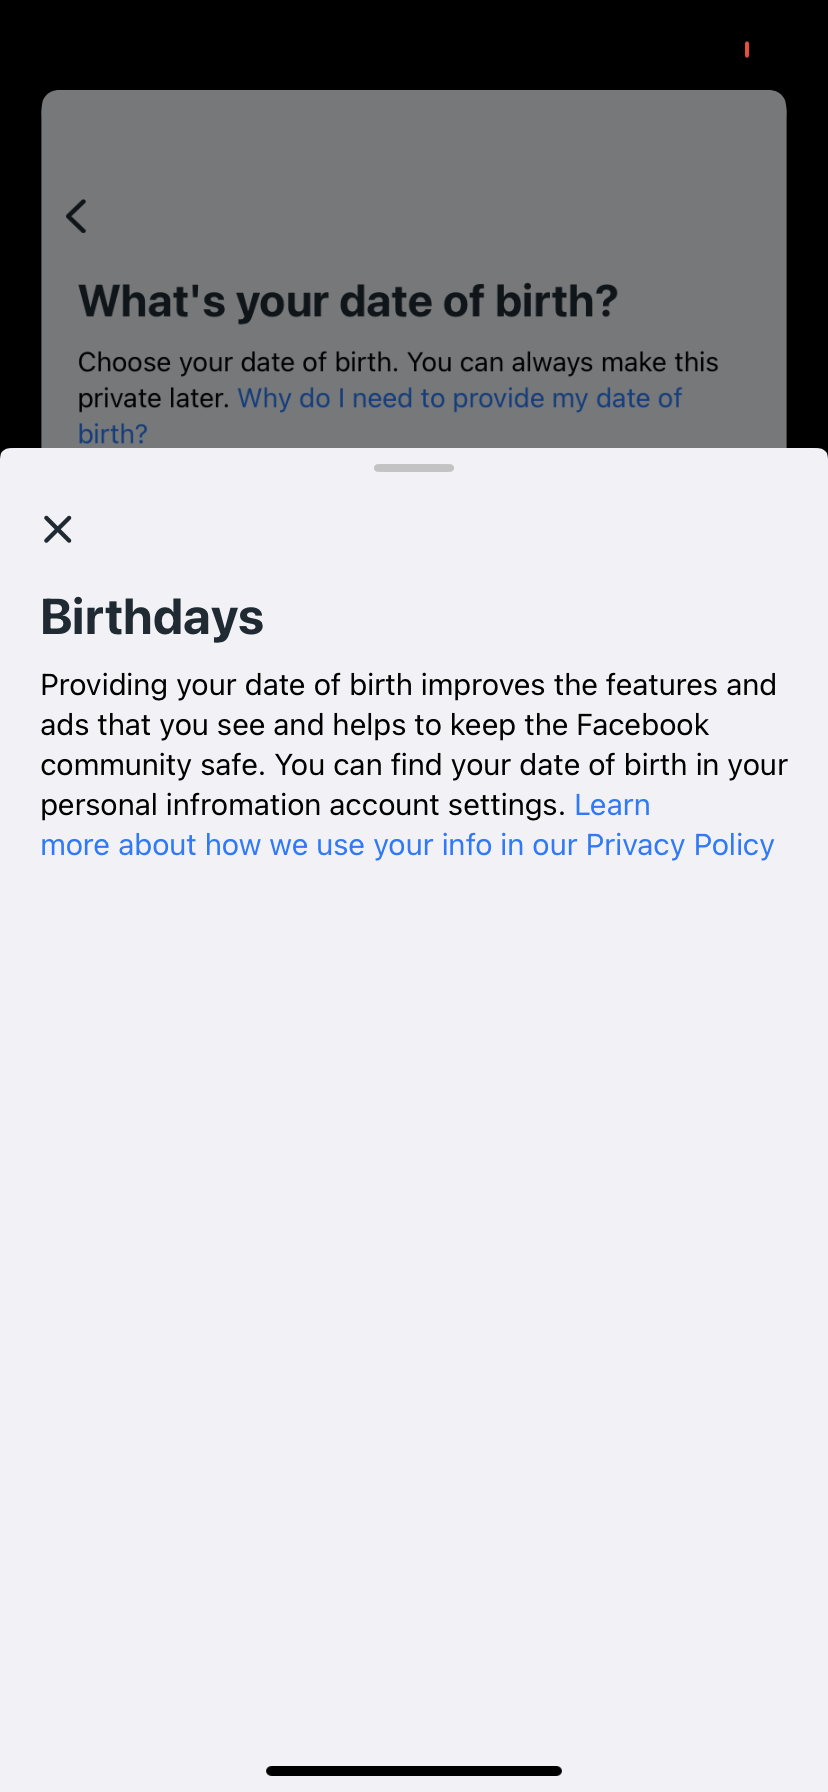 What's your date of birth?
Choose your date of birth. You can always make this
private later. Why do I need to provide my date of
birth?
Birthdays
Providing your date of birth improves the features and
ads that you see and helps to keep the Facebook
community safe. You can find your date of birth in your
personal infromation account settings. Learn
more about how we use your info in our Privacy Policy